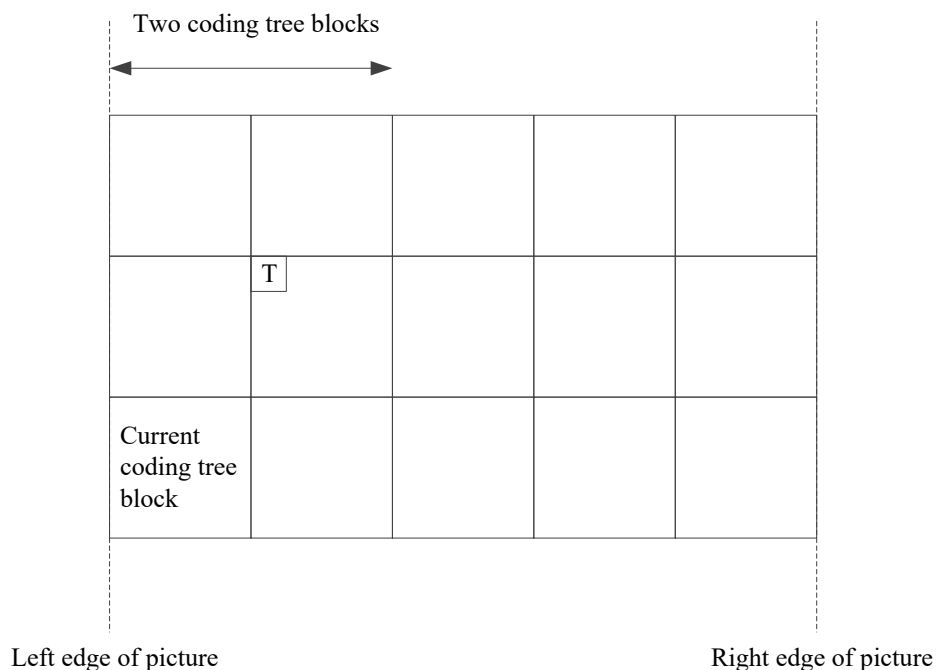 Two coding tree blocks
T
Current
coding tree
block
Left edge of picture
Right edge of picture